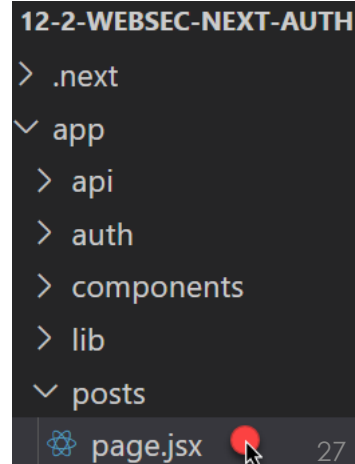 12-2-WEBSEC-NEXT-AUTH
.next
app
api
auth
components
lib
posts
page.jsx 27